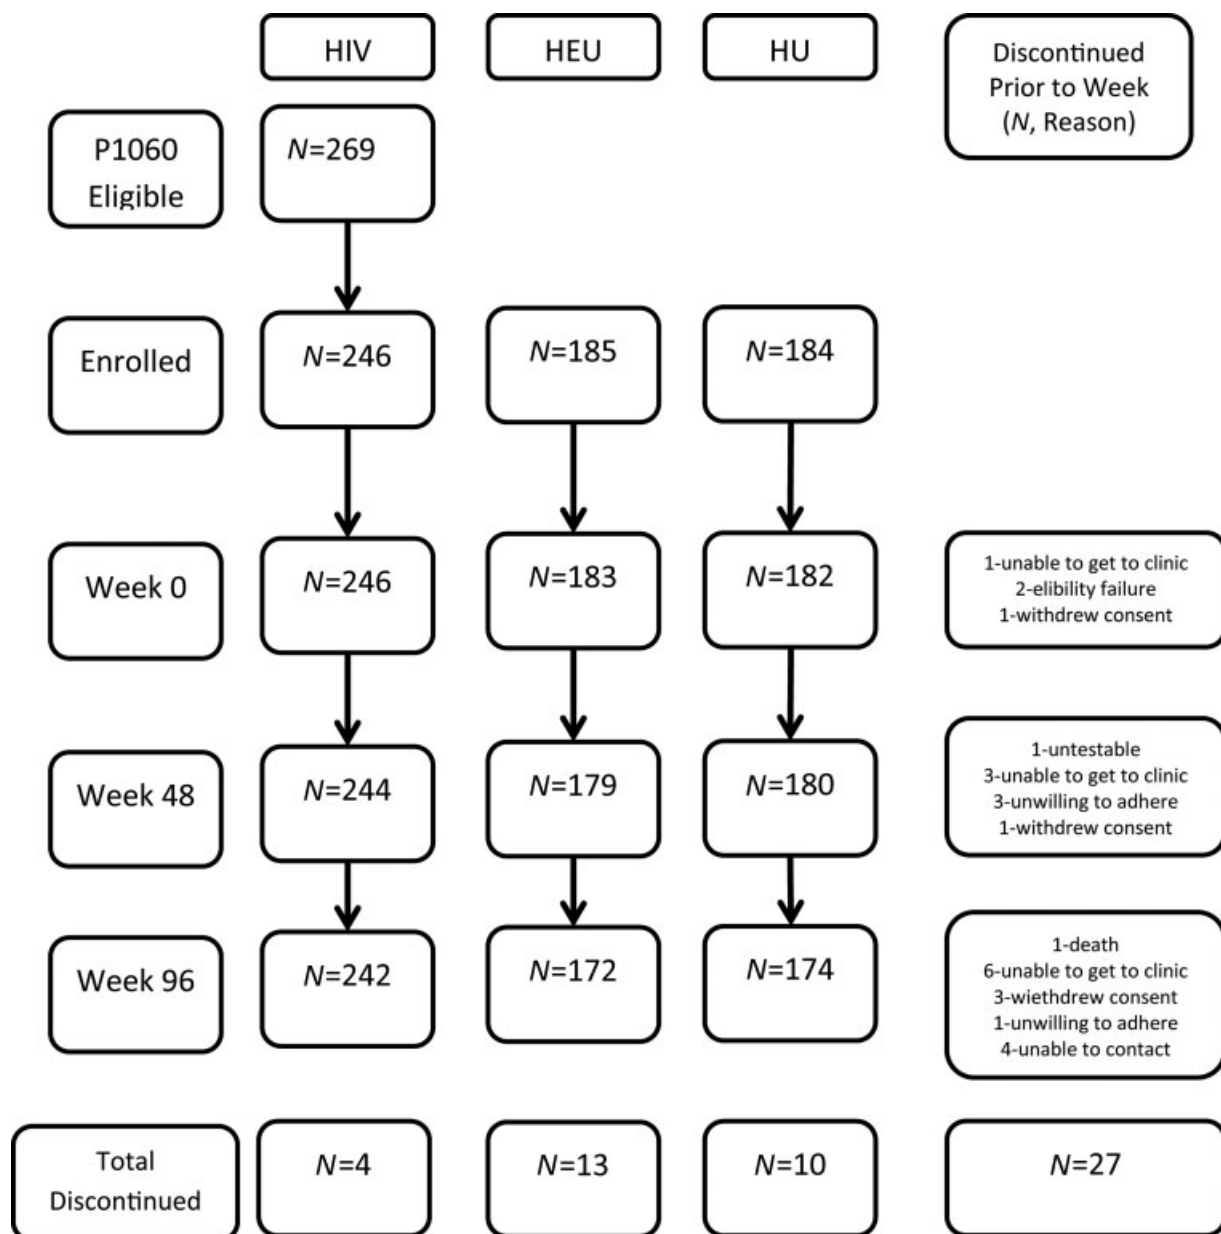 HIV
HEU
HU
Discontinued
Prior to Week
(N, Reason)
P1060
Eligible
N=269
Enrolled
N=246
N=185
N=184
Week 0
N=246
N=183
N=182
1-unable to get to clinic
2-elibility failure
1-withdrew consent
Week 48
N=244
N=179
N=180
1-untestable
3-unable to get to clinic
3-unwilling to adhere
1-withdrew consent
Week 96
N=242
N=172
N=174
1-death
6-unable to get to clinic
3-wiethdrew consent
1-unwilling to adhere
4-unable to contact
Total
Discontinued
N=4
N=13
N=10
N=27